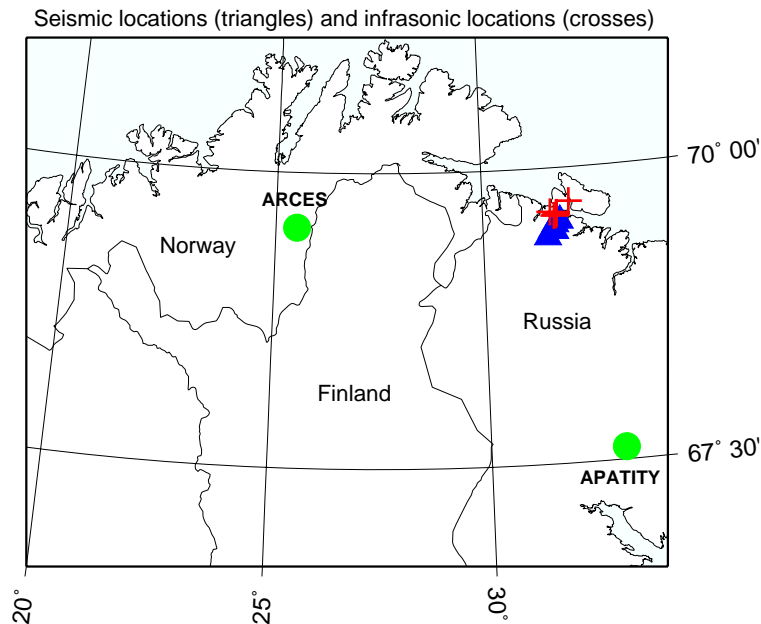 Seismic locations (triangles) and infrasonic locations (crosses)
70° 00'
ARCES
Norway
Russia
Finland
67° 30'
APATITY
20°
25°
30°